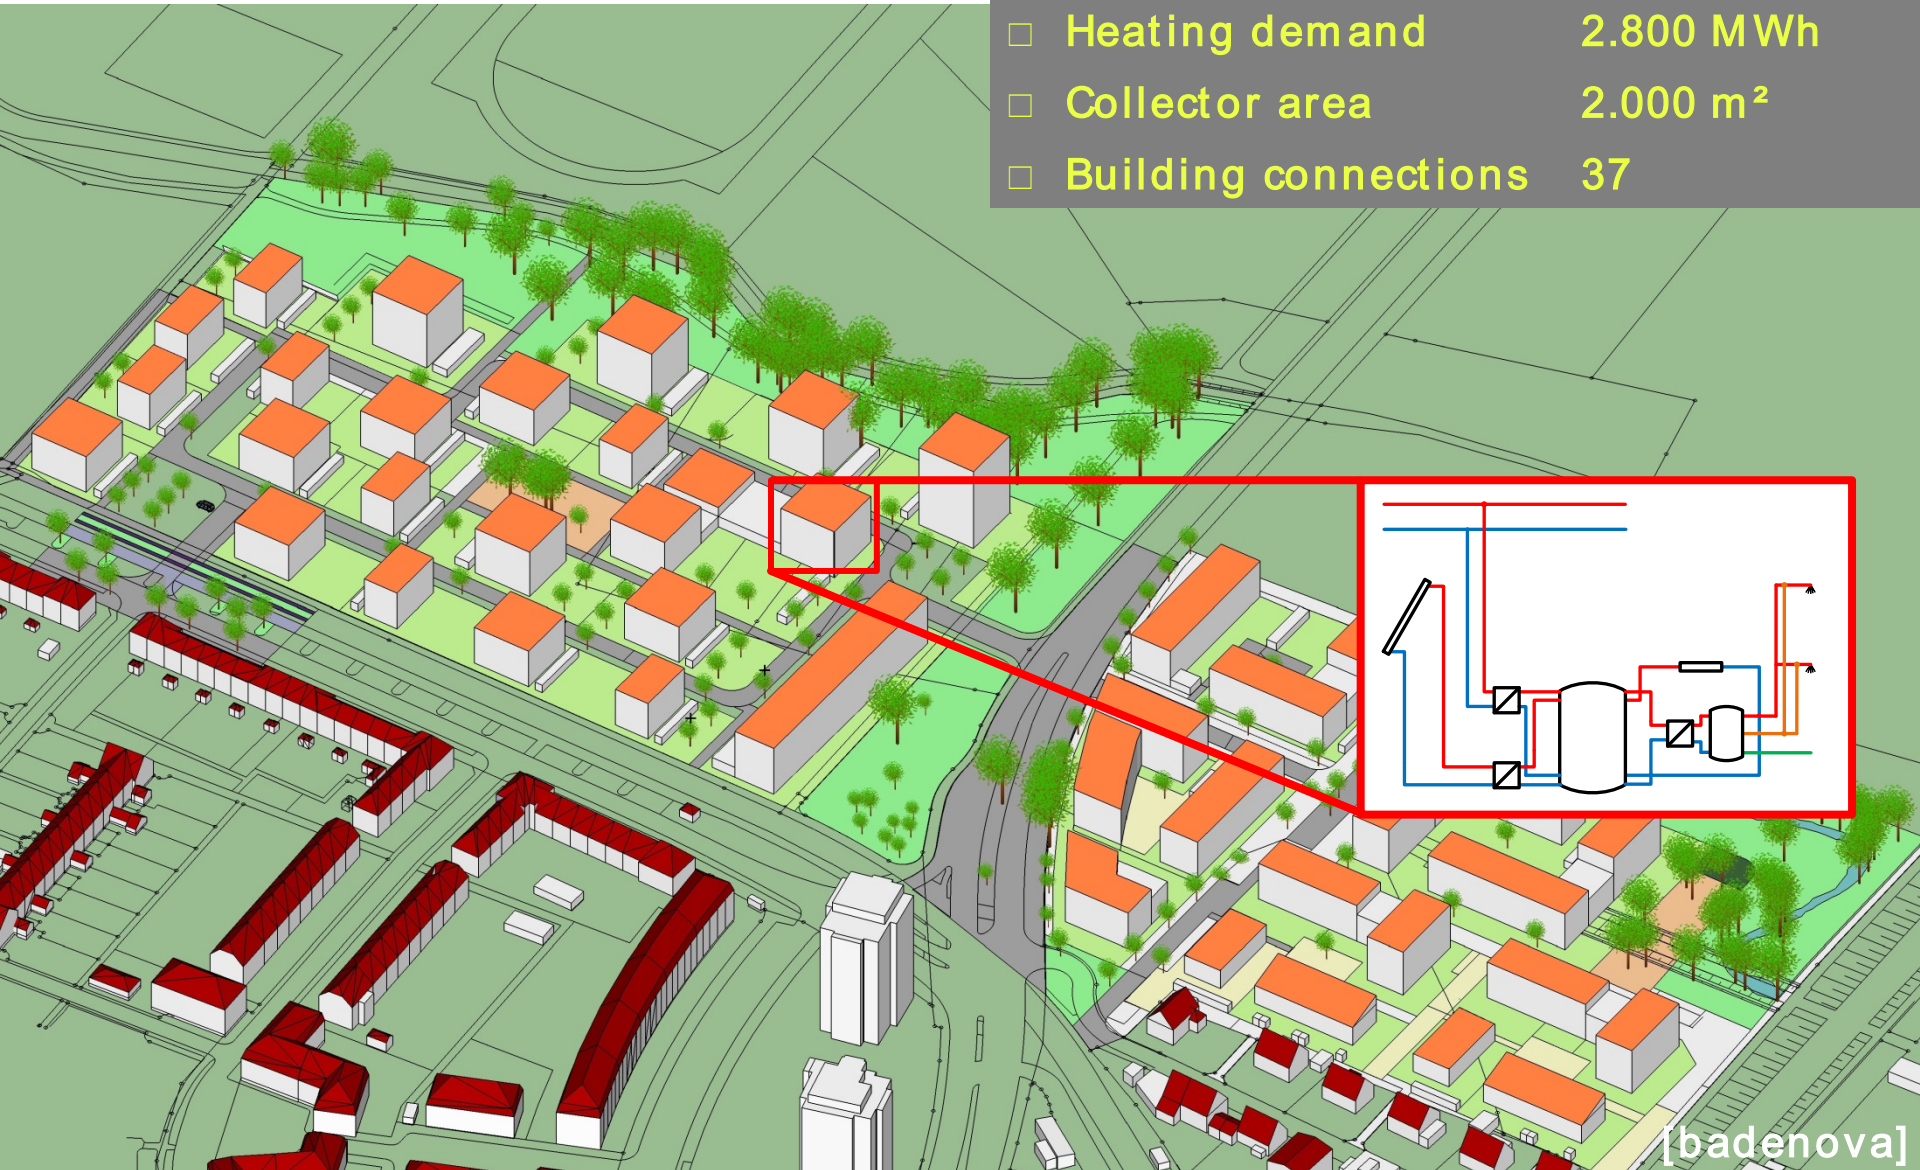 □ Heating demand 2.800 MWh
□ Collector area 2.000 m²
□ Building connections 37
[badenova]